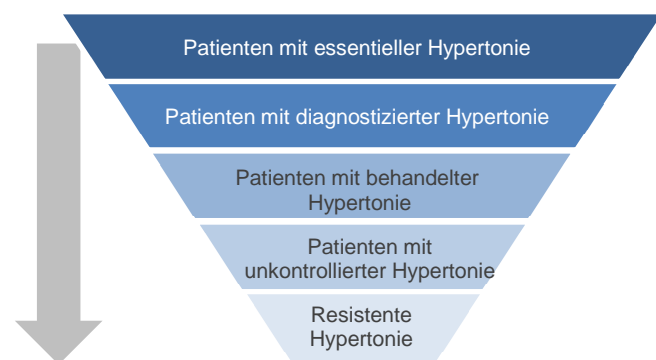 Patienten mit essentieller Hypertonie
Patienten mit diagnostizierter Hypertonie
Patienten mit behandelter
Hypertonie
Patienten mit
unkontrollierter Hypertonie
Resistente
Hypertonie